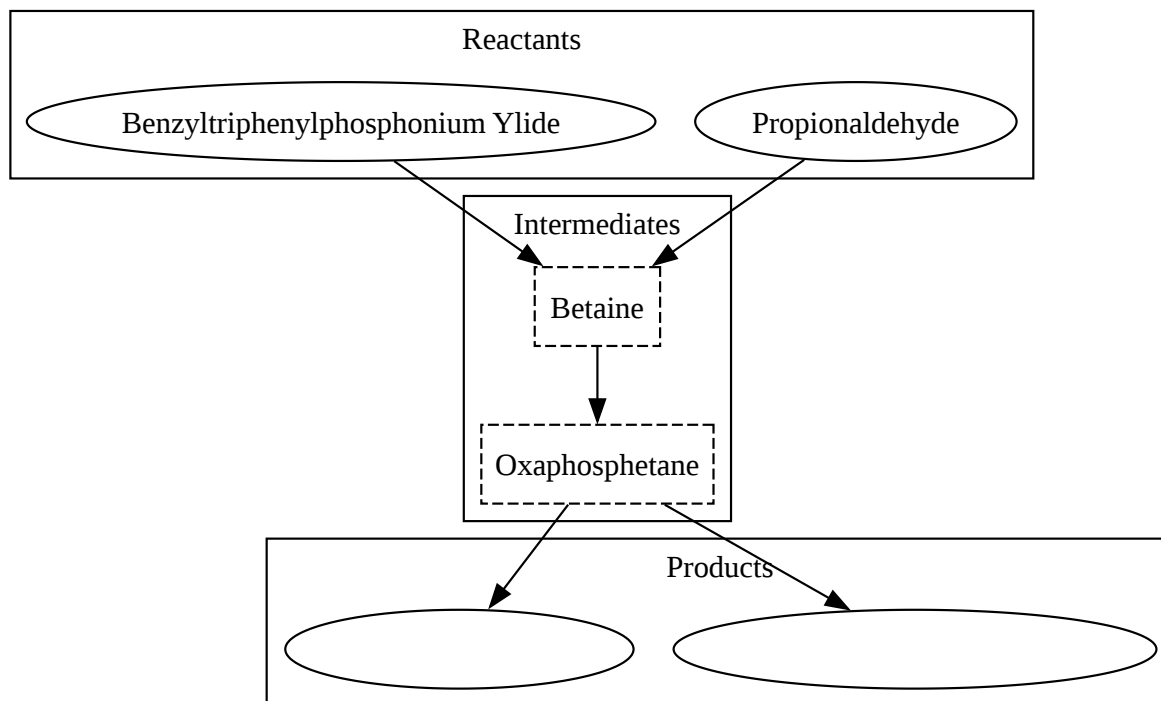 Reactants
Benzyltriphenylphosphonium Ylide
Propionaldehyde
Intermediates
Betaine
Oxaphosphetane
Products